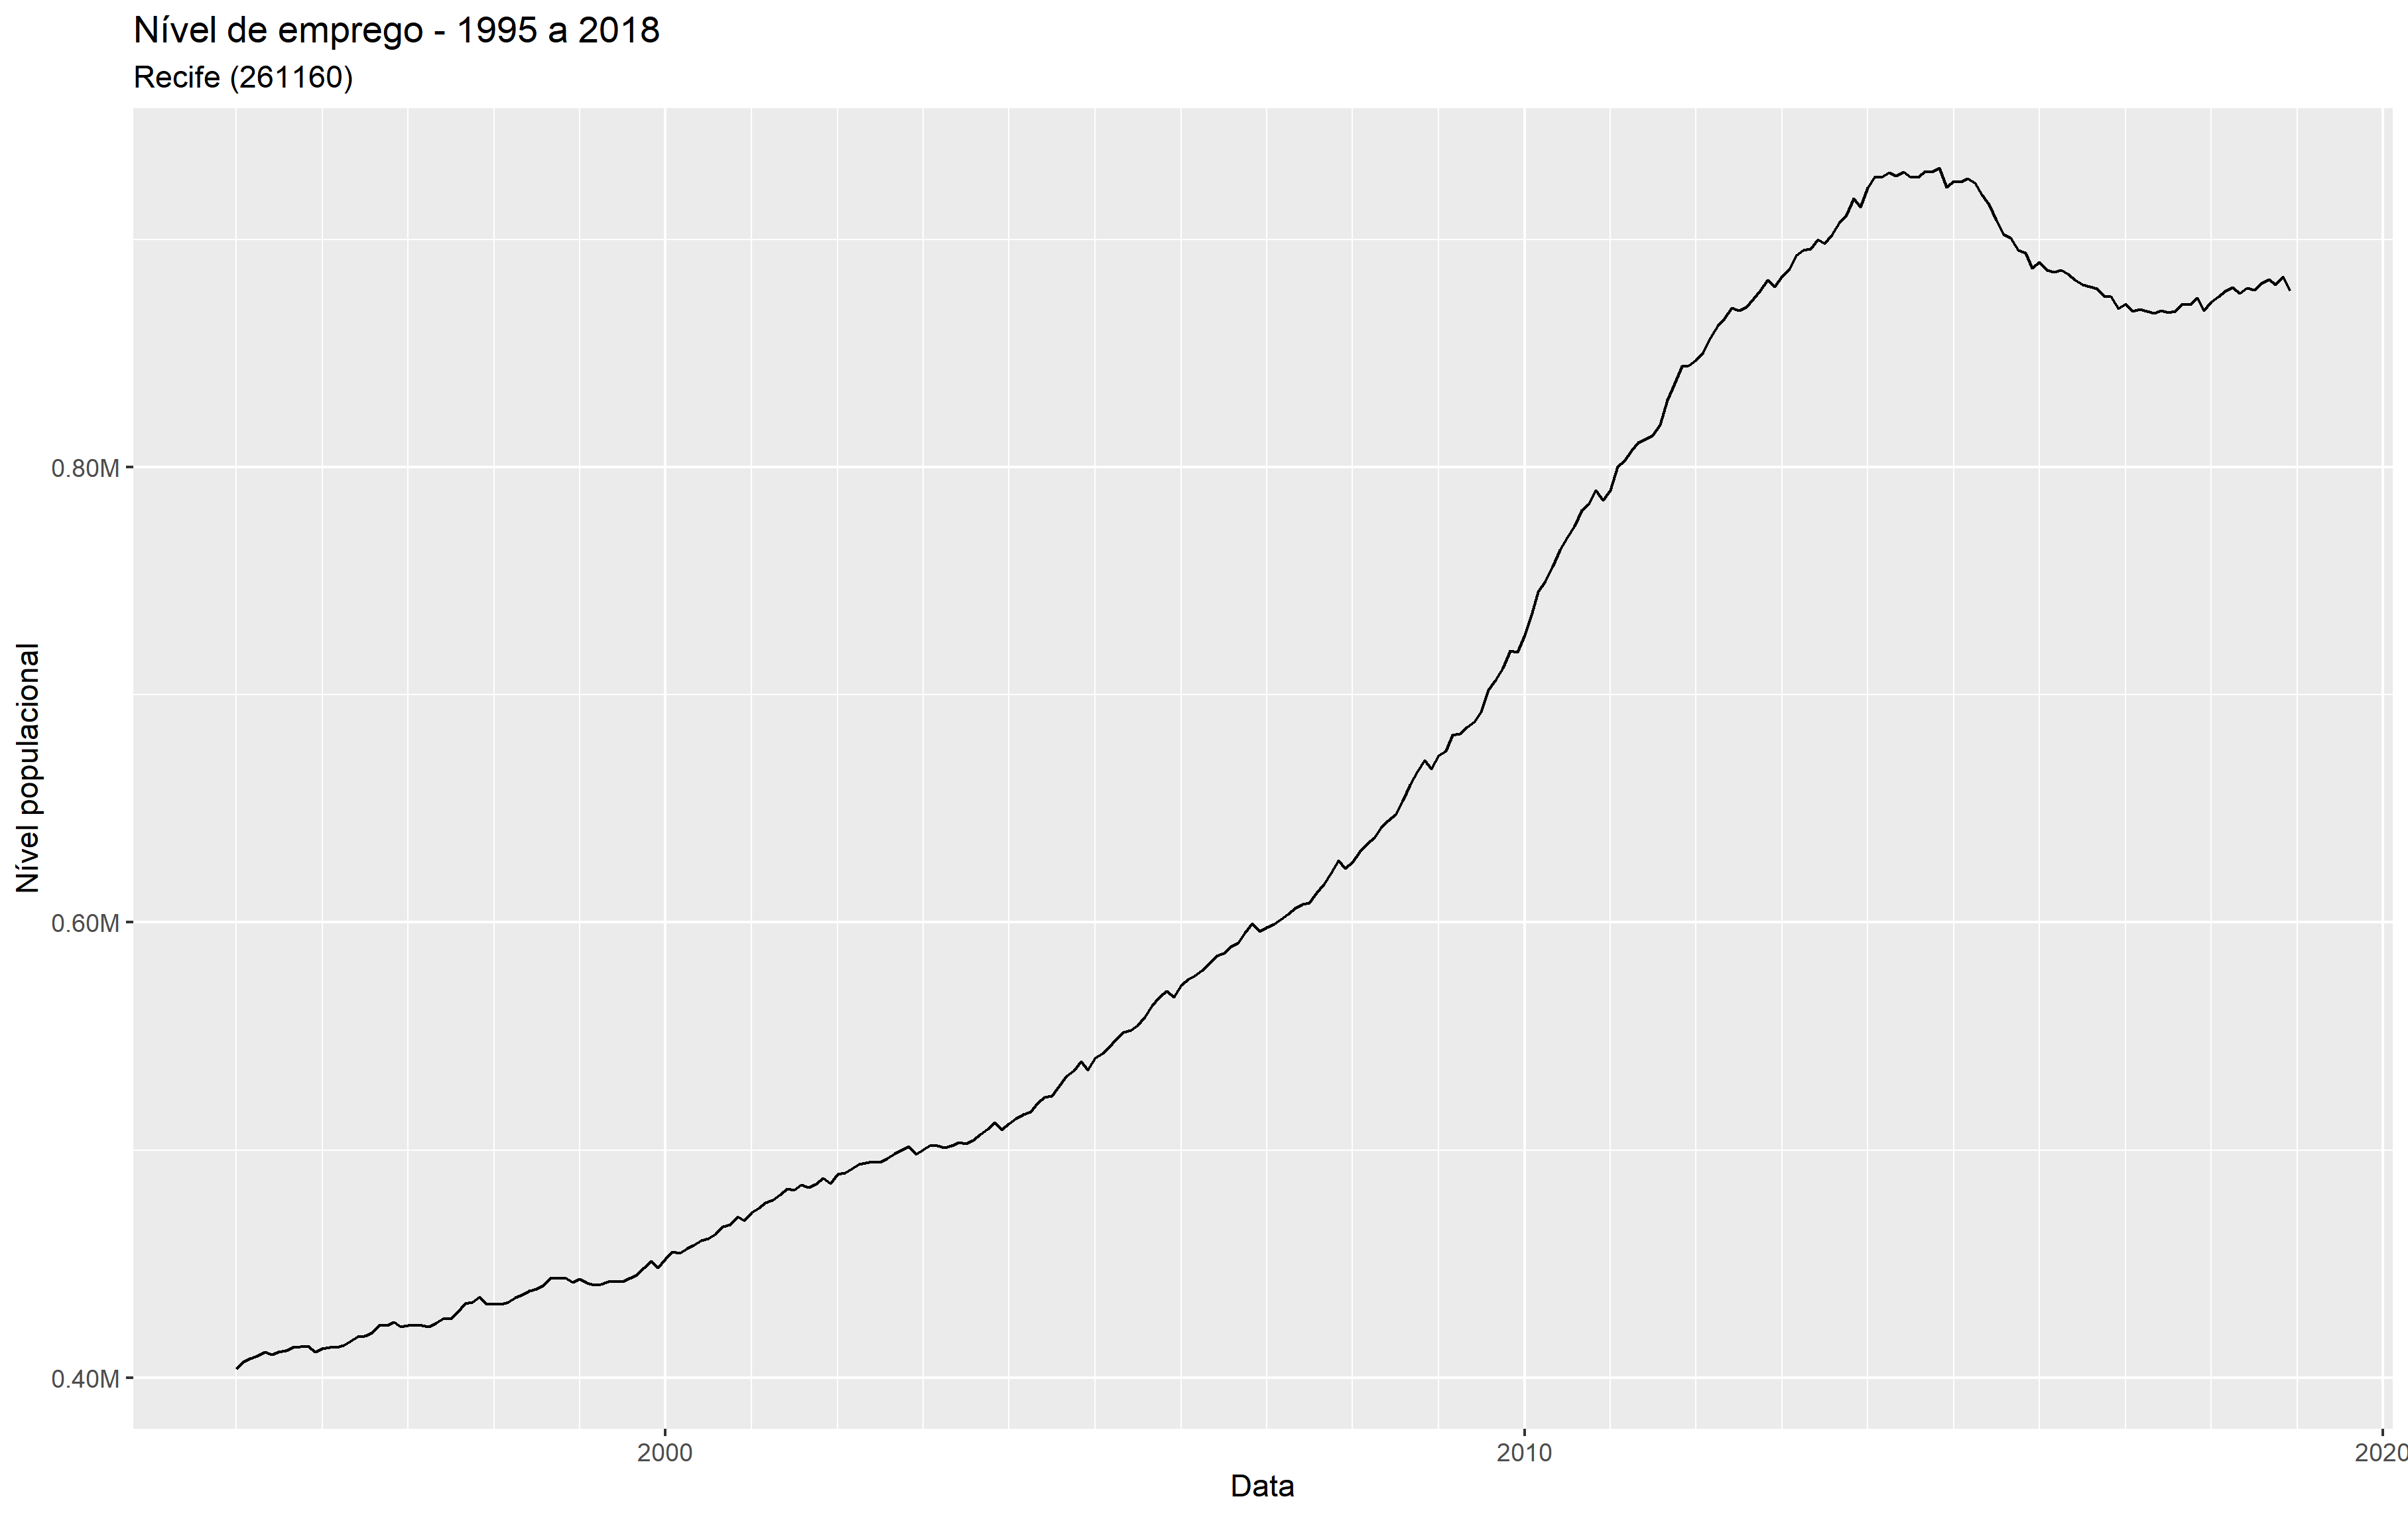 Nível de emprego - 1995 a 2018
Recife (261160)
Nível populacional
0.80M
0.60M
0.40M
2000
2010
2020
Data